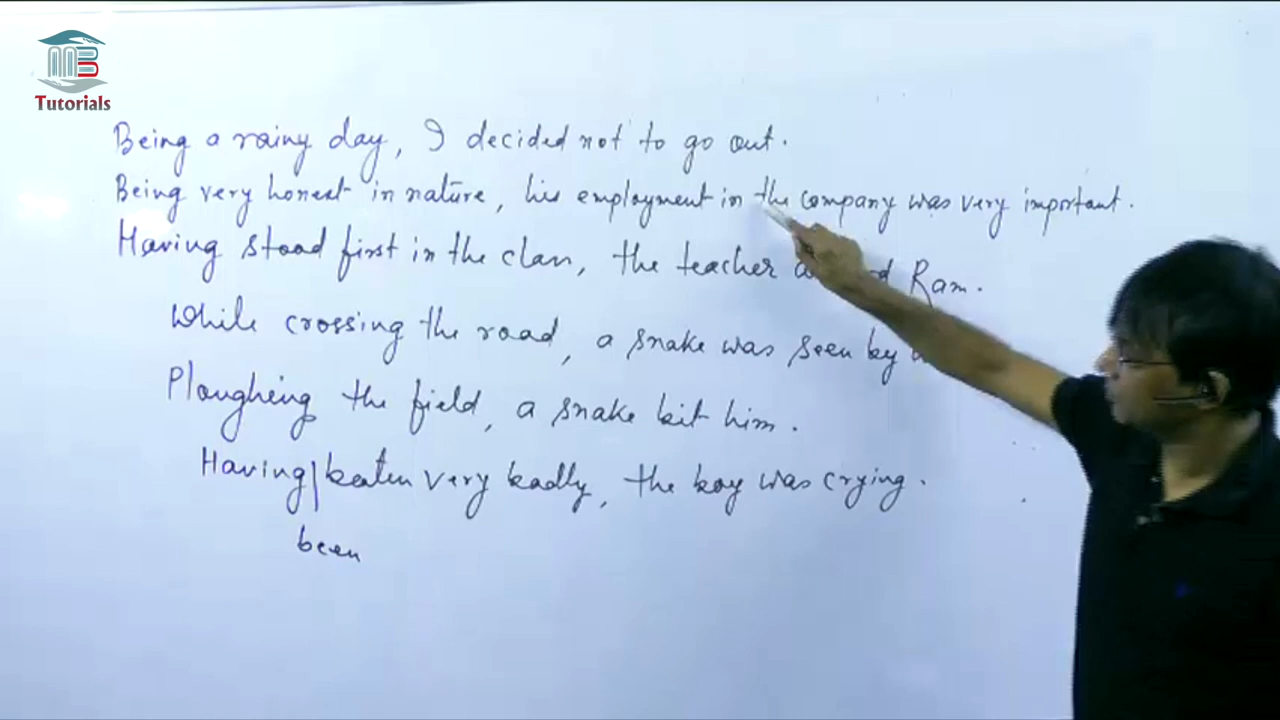 MB
Tutorials
Being a rainy day, I decided not to go out.
Being very honest in nature, his employment in the company was very important.
Having stood first in the class, the teacher Ram.
While crossing the road, a snake was seen by
Ploughing the field, a snake bit him.
Having beaten very badly, the boy was crying.
been